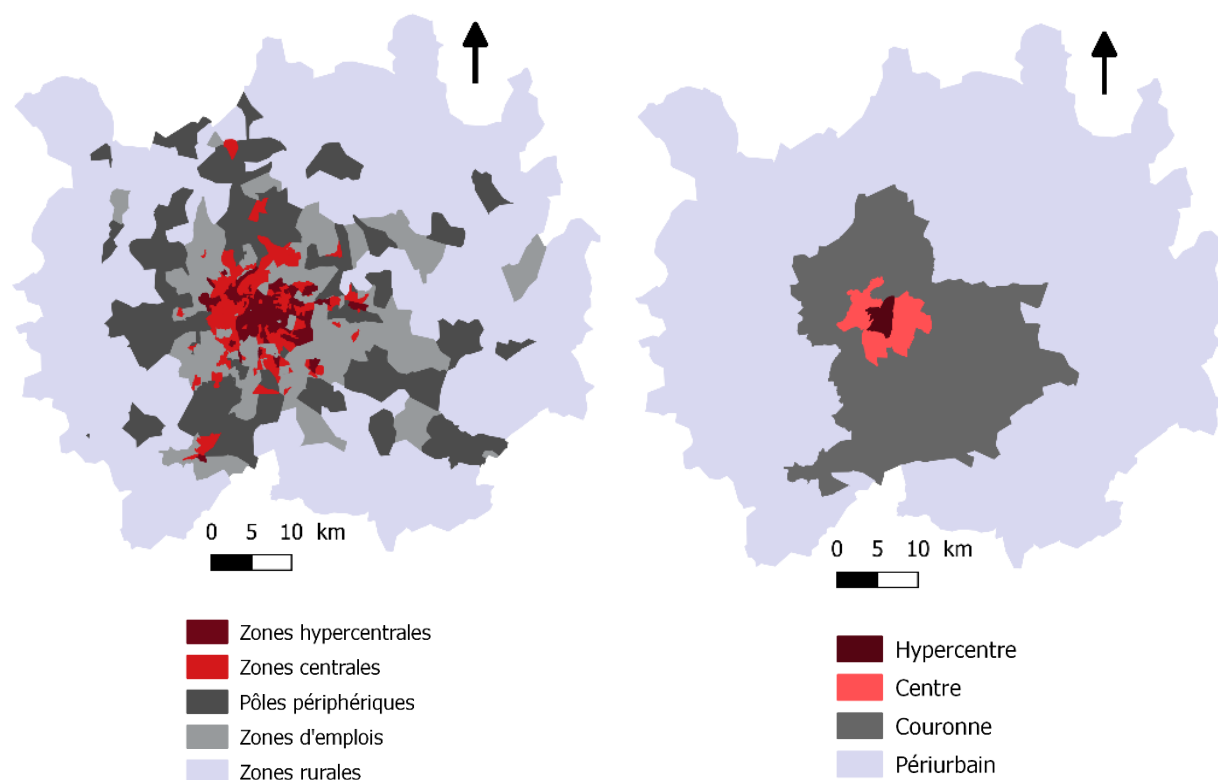 0 5 10 km
Zones hypercentrales
Zones centrales
Pôles périphériques
Zones d'emplois
Zones rurales
0 5 10 km
Hypercentre
Centre
Couronne
Périurbain